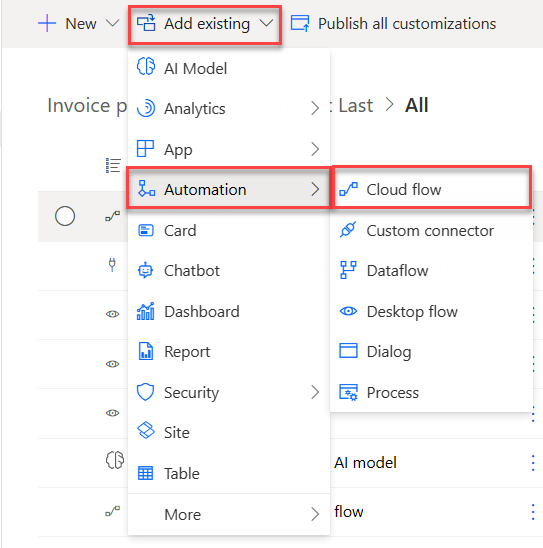 New
Add existing
Publish all customizations
AI Model
Invoice p
Analytics
t Last > All
App
Automation
Cloud flow
Card
Custom connector
Chatbot
Dataflow
Dashboard
Desktop flow
Report
Dialog
Security
Process
Site
AI model
Table
More
flow